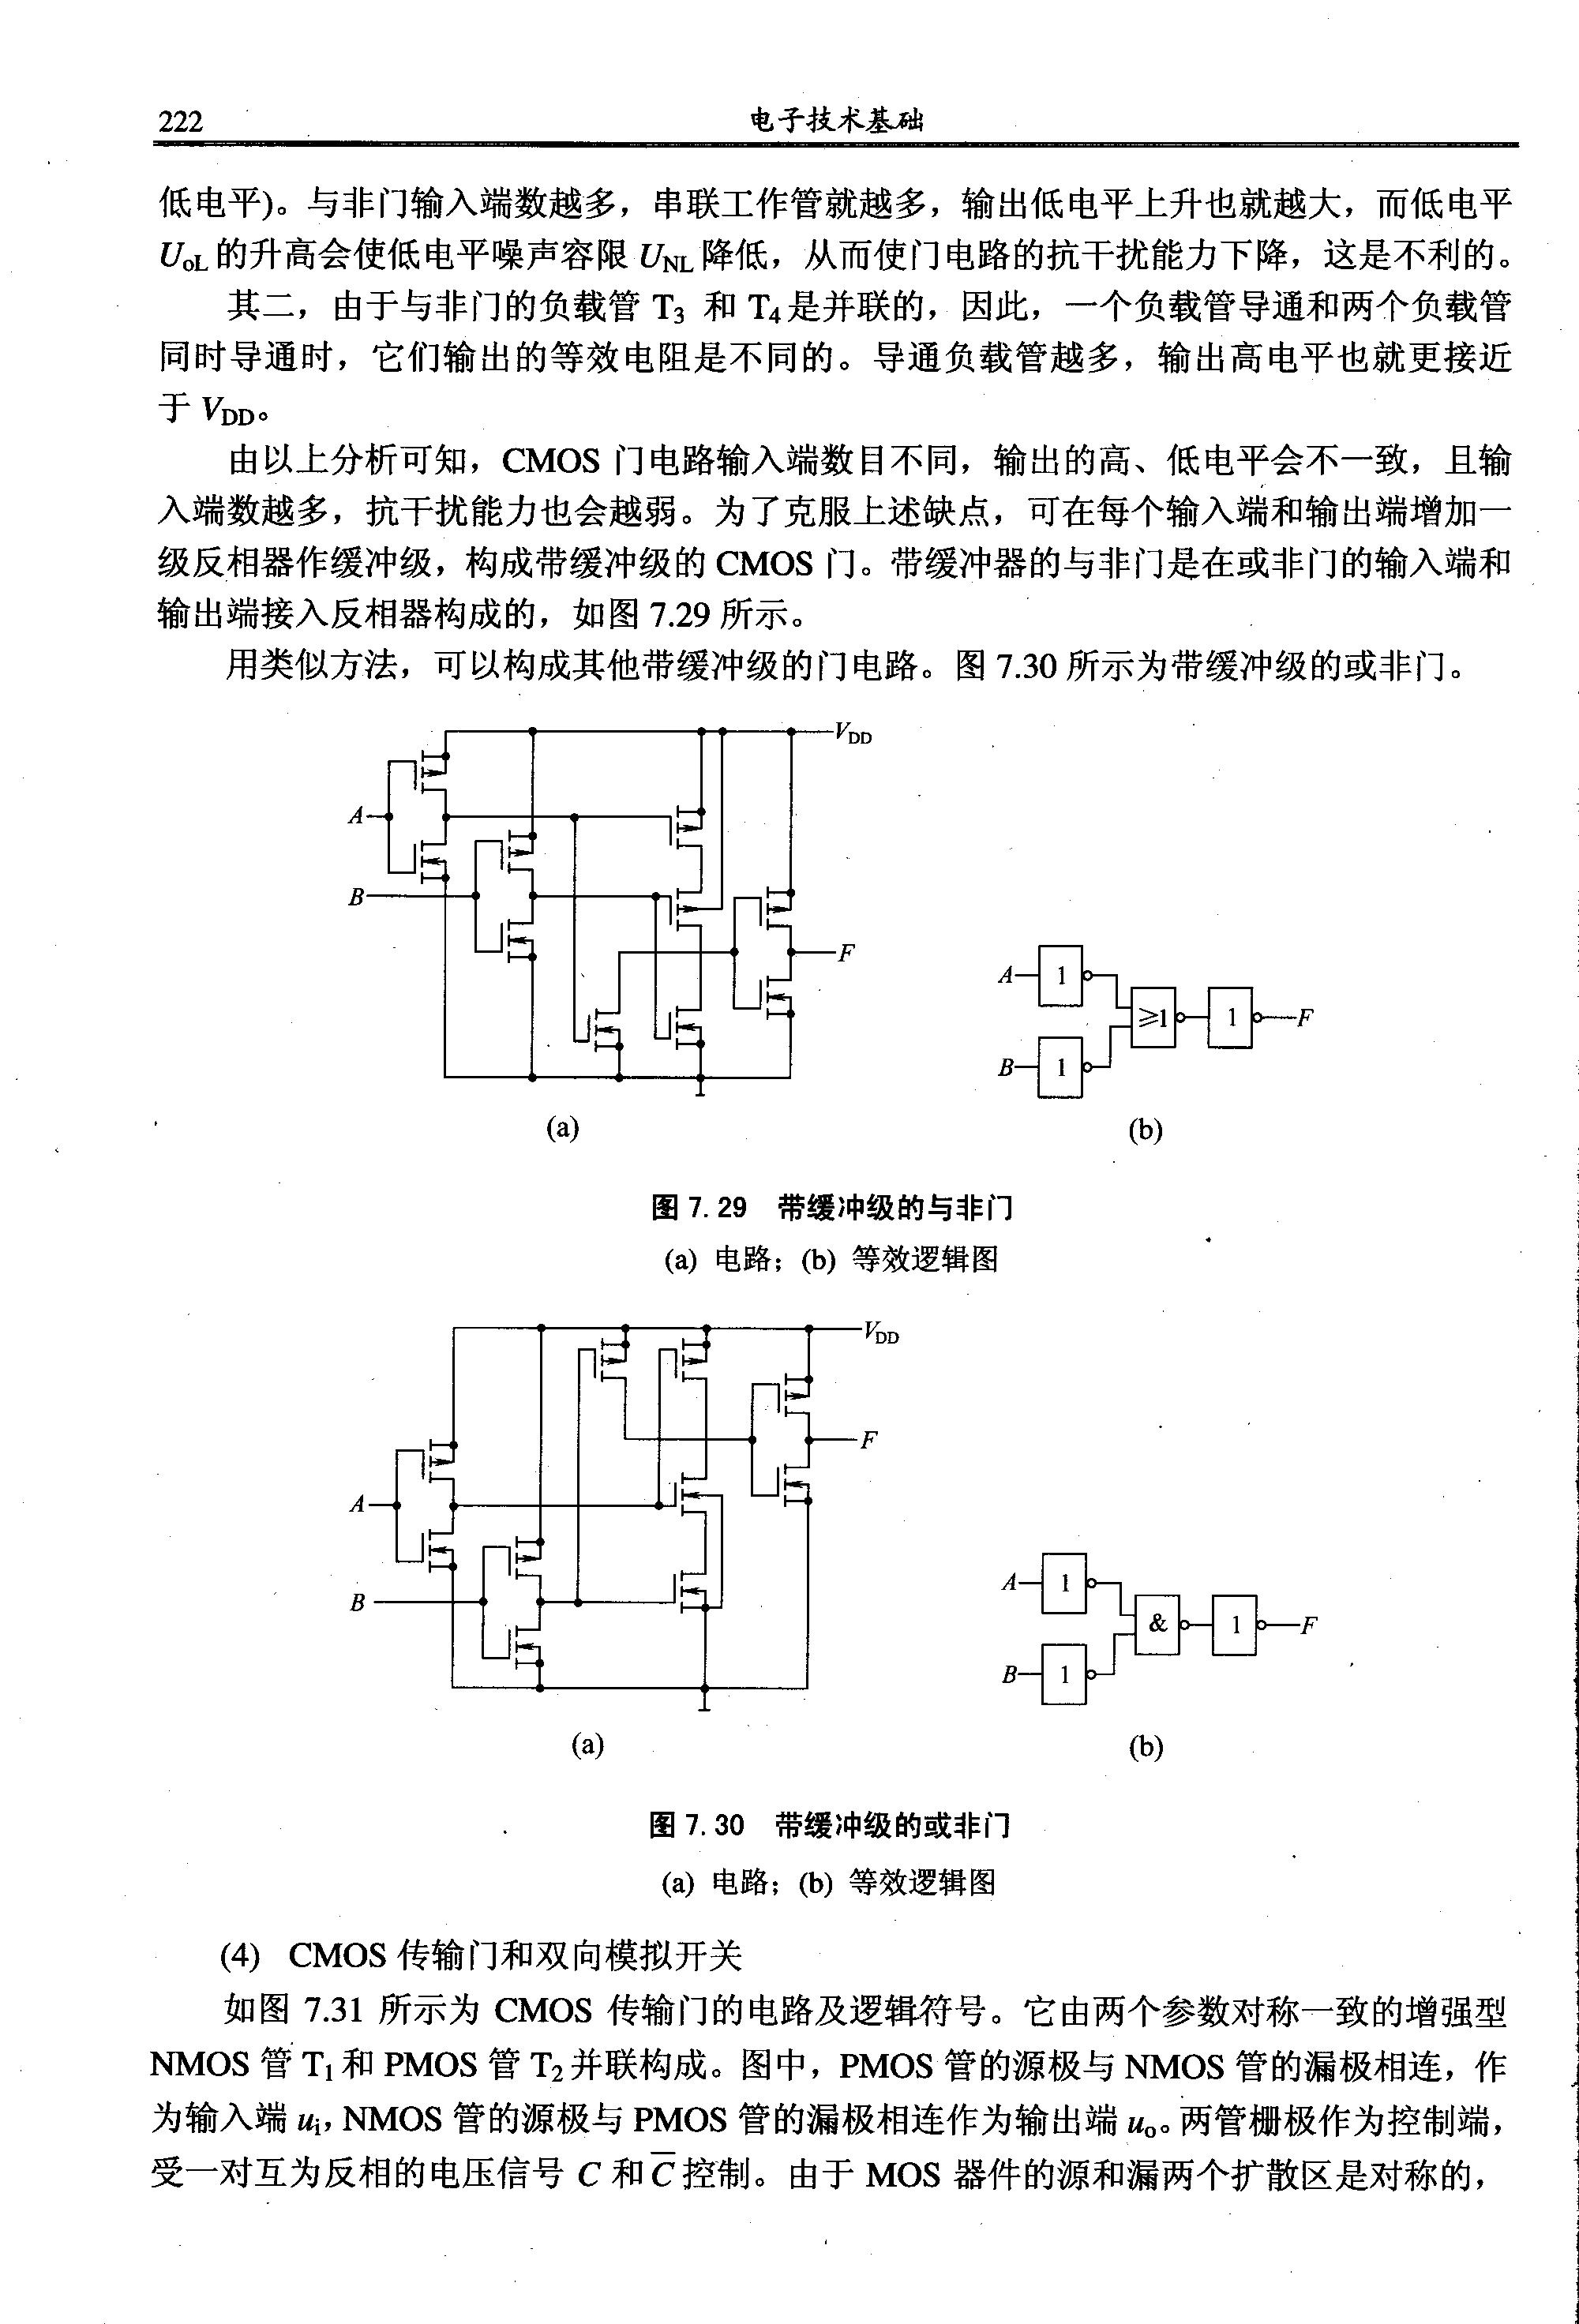 222
电子技术基础
低电平)。与非门输入端数越多，串联工作管就越多，输出低电平上升也就越大，而低电平
UoL的升高会使低电平噪声容限 UNL降低，从而使门电路的抗干扰能力下降，这是不利的。
其二，由于与非门的负载管 T3 和 T4是并联的，因此，一个负载管导通和两个负载管
同时导通时，它们输出的等效电阻是不同的。导通负载管越多，输出高电平也就更接近
于 VDD。
由以上分析可知，CMOS 门电路输入端数目不同，输出的高、低电平会不一致，且输
入端数越多，抗干扰能力也会越弱。为了克服上述缺点，可在每个输入端和输出端增加一
级反相器作缓冲级，构成带缓冲级的 CMOS 门。带缓冲器的与非门是在或非门的输入端和
输出端接入反相器构成的，如图 7.29 所示。
用类似方法，可以构成其他带缓冲级的门电路。图 7.30 所示为带缓冲级的或非门。
VDD
A
B
F
A
1
≥1
1
F
B
1
(a)
(b)
图 7.29 带缓冲级的与非门
(a) 电路；(b) 等效逻辑图
VDD
F
A
B
A
1
&
1
F
B
1
(a)
(b)
图 7.30 带缓冲级的或非门
(a) 电路；(b) 等效逻辑图
(4) CMOS 传输门和双向模拟开关
如图 7.31 所示为 CMOS 传输门的电路及逻辑符号。它由两个参数对称一致的增强型
NMOS 管 T1和 PMOS 管 T2并联构成。图中，PMOS 管的源极与 NMOS 管的漏极相连，作
为输入端 ui，NMOS 管的源极与 PMOS 管的漏极相连作为输出端 uo。两管栅极作为控制端，
受一对互为反相的电压信号 C 和 C̅ 控制。由于 MOS 器件的源和漏两个扩散区是对称的，